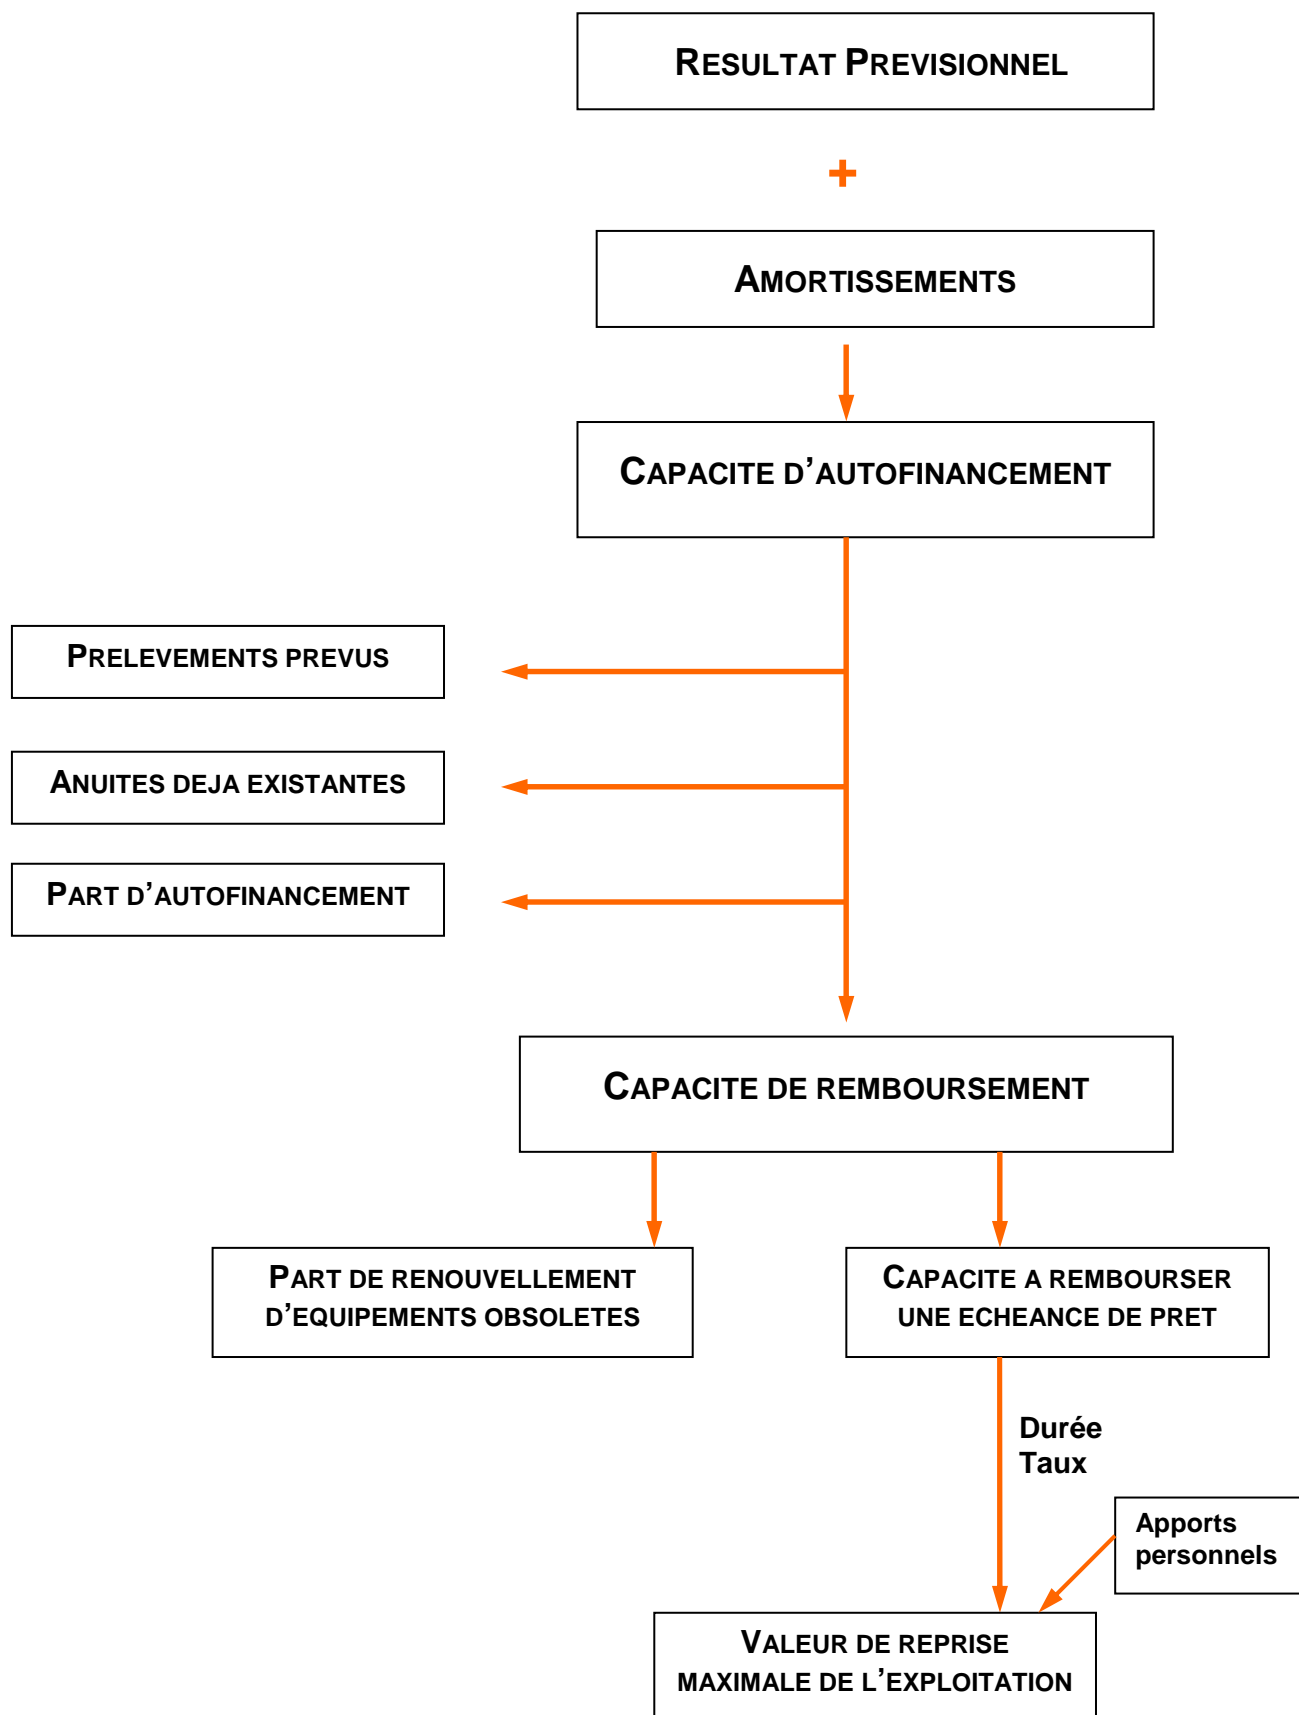 RESULTAT PREVISIONNEL
+
AMORTISSEMENTS
CAPACITE D’AUTOFINANCEMENT
PRELEVEMENTS PREVUS
ANUITES DEJA EXISTANTES
PART D’AUTOFINANCEMENT
CAPACITE DE REMBOURSEMENT
PART DE RENOUVELLEMENT
D’EQUIPEMENTS OBSOLETES
CAPACITE A REMBOURSER
UNE ECHEANCE DE PRET
Durée
Taux
Apports
personnels
VALEUR DE REPRISE
MAXIMALE DE L’EXPLOITATION